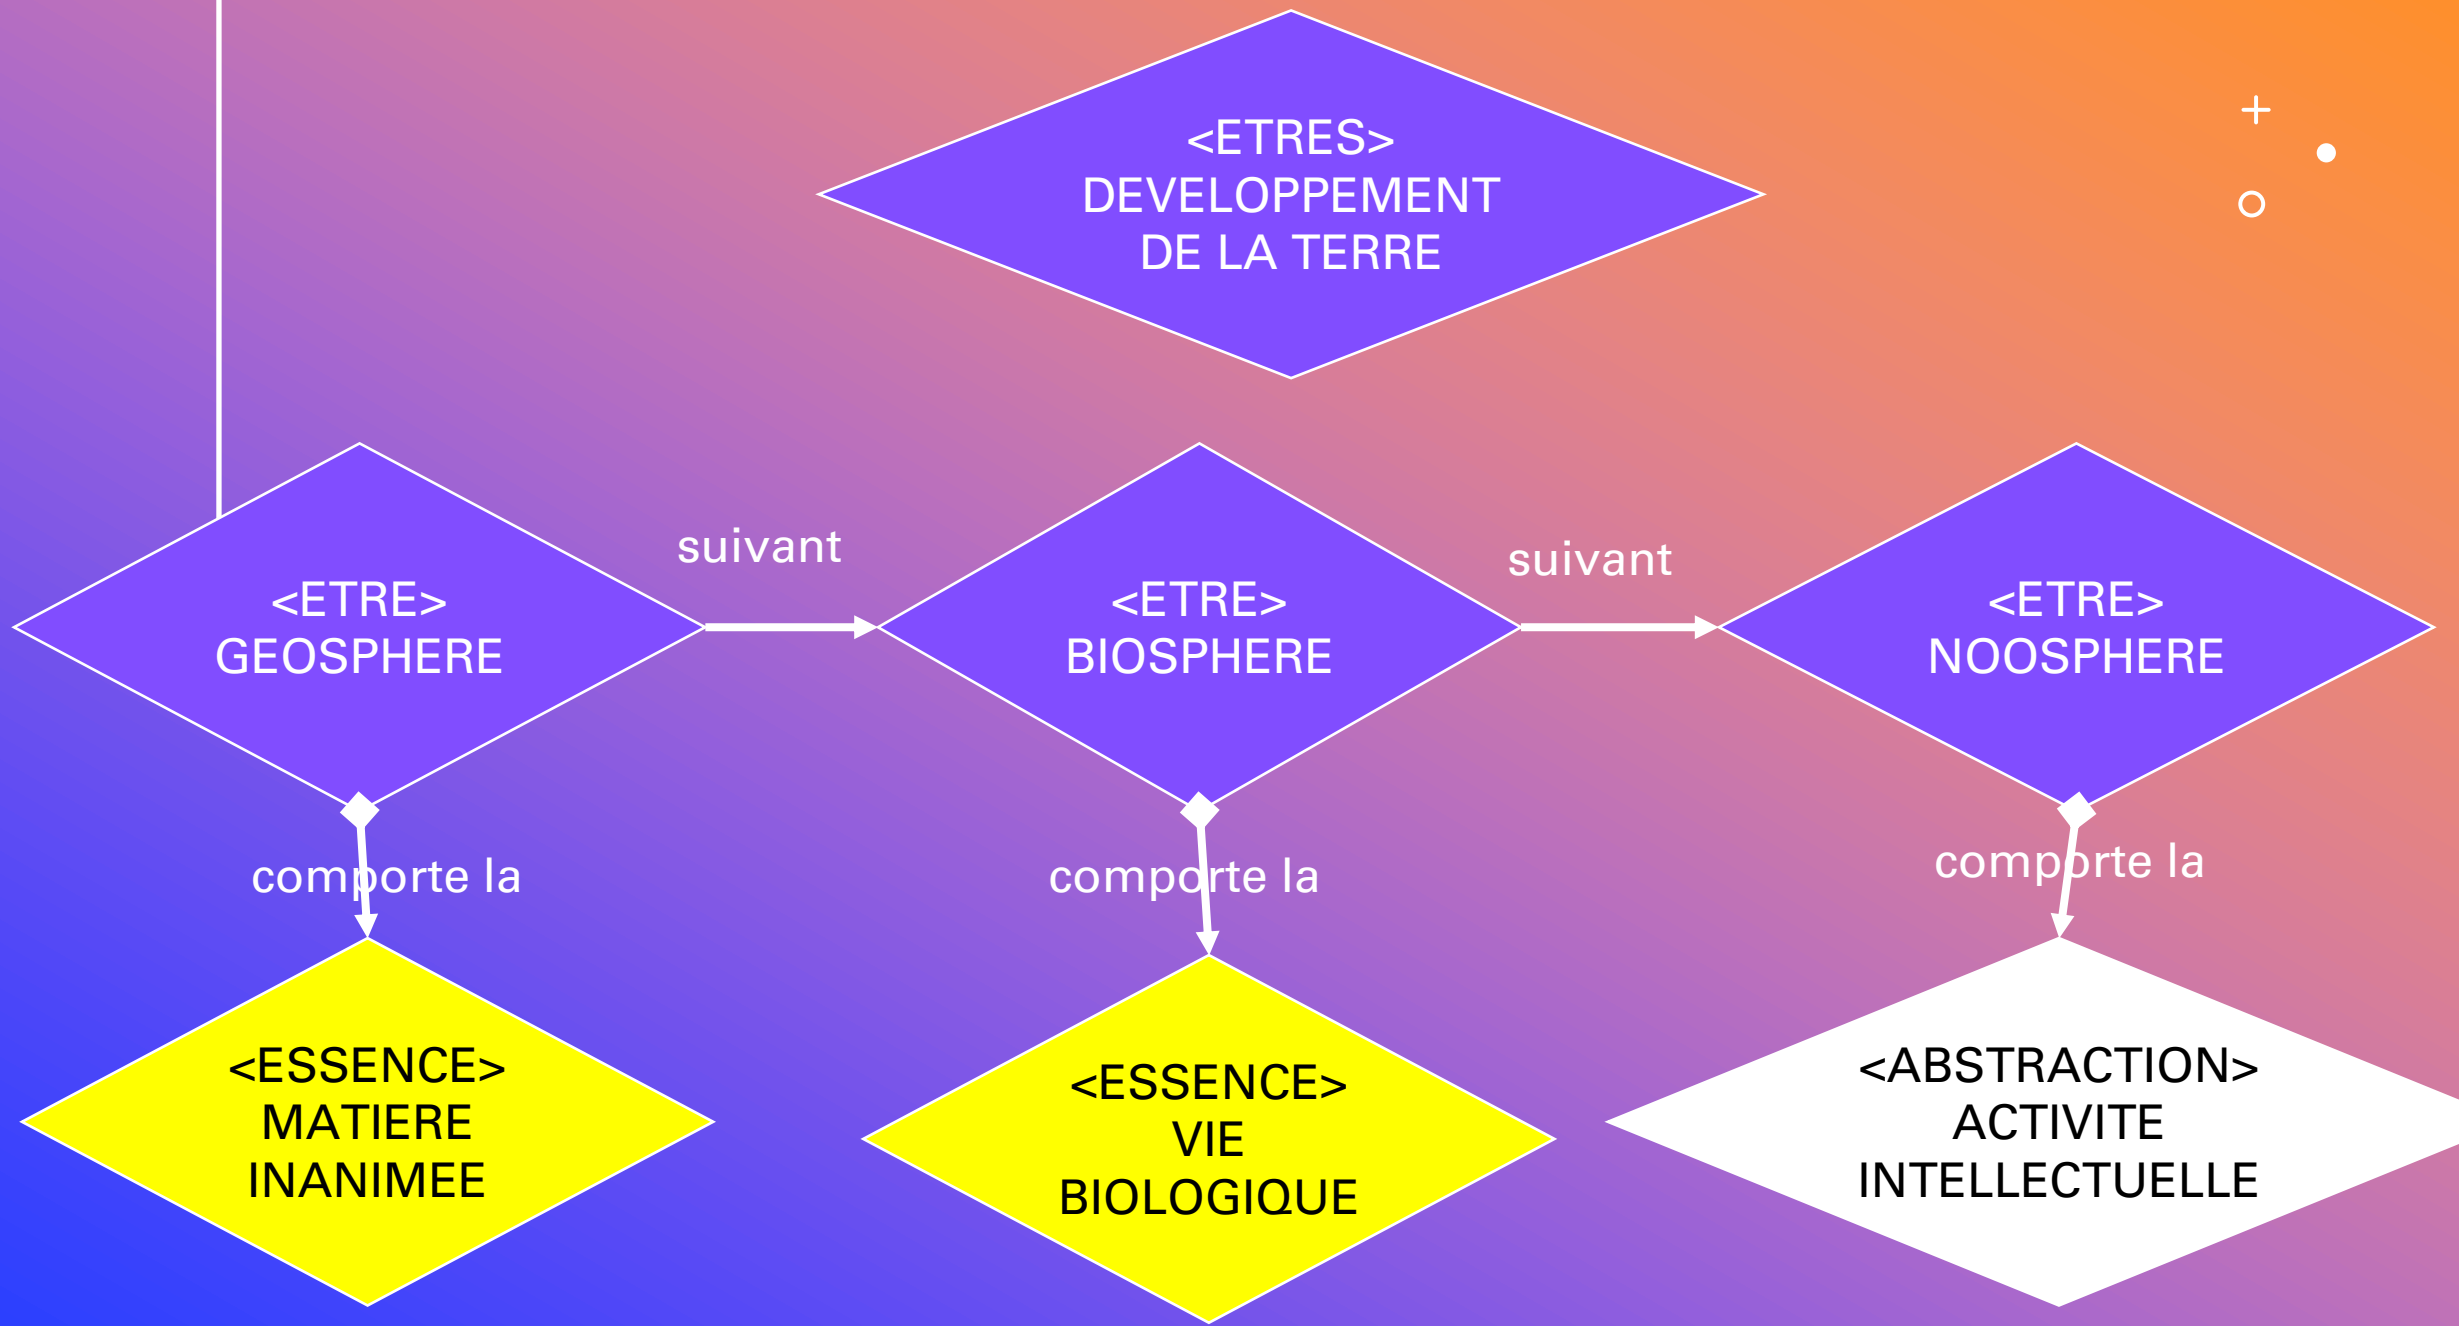 <ETRES>
DEVELOPPEMENT
DE LA TERRE
suivant
suivant
<ETRE>
GEOSPHERE
<ETRE>
BIOSPHERE
<ETRE>
NOOSPHERE
comporte la
comporte la
comporte la
<ESSENCE>
MATIERE
INANIMEE
<ESSENCE>
VIE
BIOLOGIQUE
<ABSTRACTION>
ACTIVITE
INTELLECTUELLE